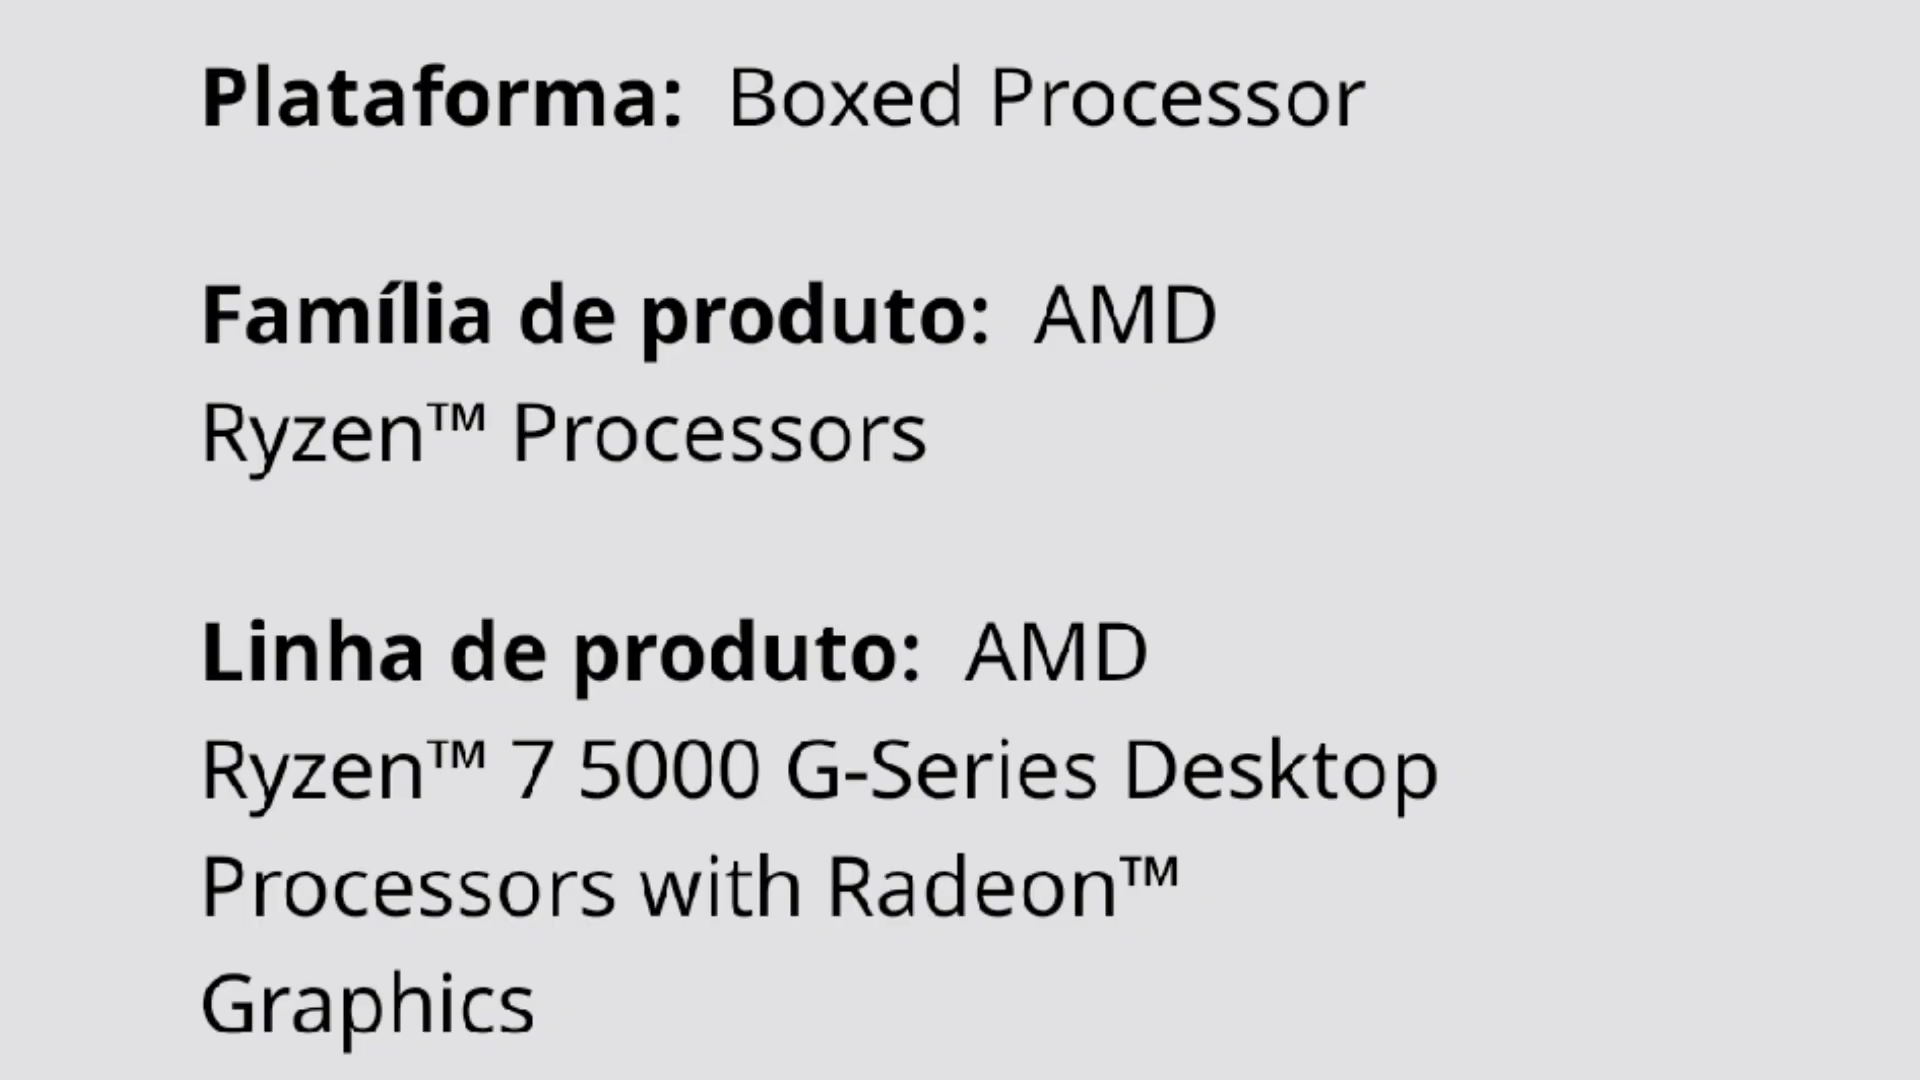 Plataforma: Boxed Processor
Família de produto: AMD
Ryzen™ Processors
Linha de produto: AMD
Ryzen™ 7 5000 G-Series Desktop
Processors with Radeon™
Graphics